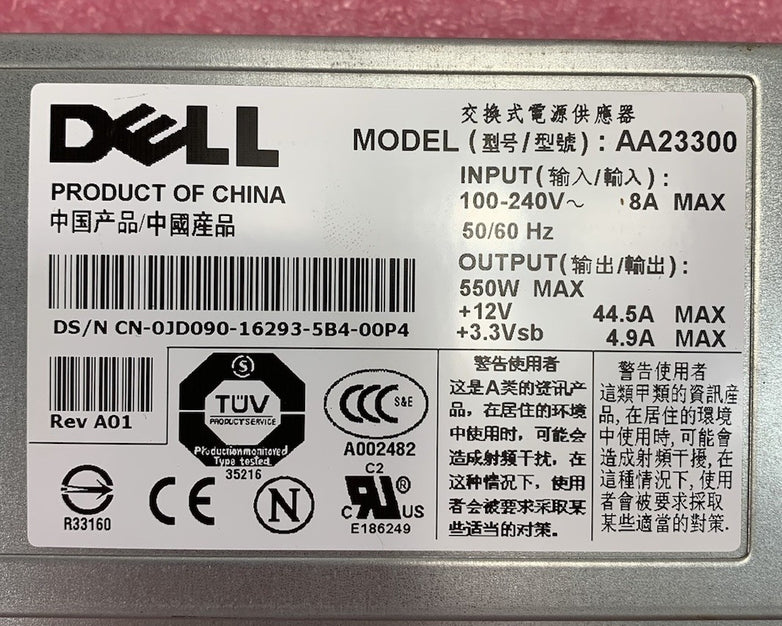 DELL
交換式電源供應器
MODEL (型号/型號) : AA23300
PRODUCT OF CHINA
中国产品/中國産品
INPUT(输入/輸入) :
100-240V～ 8A MAX
50/60 Hz
OUTPUT(输出/輸出) :
550W MAX
+12V 44.5A MAX
+3.3Vsb 4.9A MAX
DS/N CN-0JD090-16293-5B4-00P4
Rev A01
S
TÜV
PRODUCT SERVICE
Production monitored
Type tested
35216
CCC S&E
A002482
R33160
CE
N
C2
C RU ® US
E186249
警告使用者
这是A类的资讯产
品，在居住的环境
中使用时，可能会
造成射频干扰，在
这种情况下，使用
者会被要求采取某
些适当的对策.
警告使用者
這類甲類的資訊産
品,在居住的環境
中使用時,可能會
造成射頻干擾,在
這種情況下,使用
者會被要求採取
某些適當的對策.